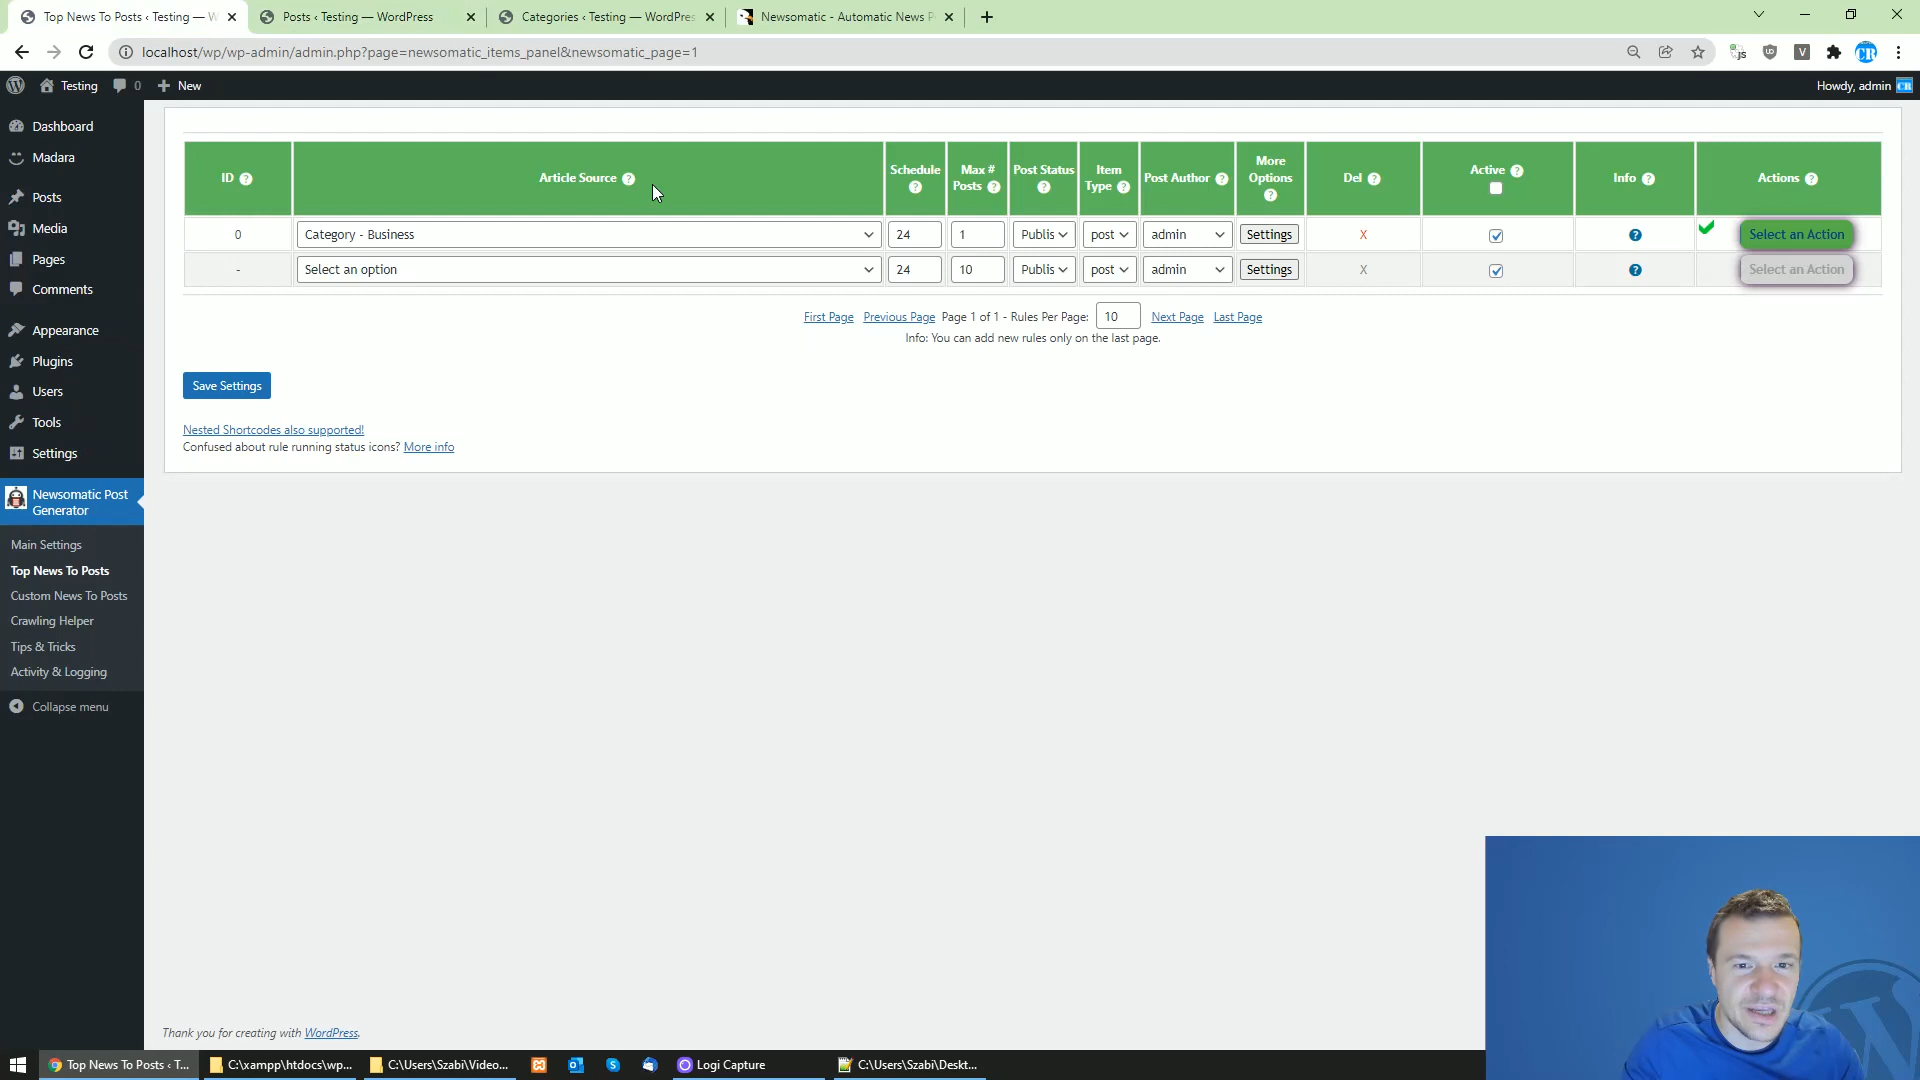 Top News To Posts ‹ Testing — W
Posts ‹ Testing — WordPress
Categories ‹ Testing — WordPres
Newsomatic - Automatic News P
localhost/wp/wp-admin/admin.php?page=newsomatic_items_panel&newsomatic_page=1
Testing 0 New
Howdy, admin
Dashboard
Madara
Posts
Media
Pages
Comments
Appearance
Plugins
Users
Tools
Settings
Newsomatic Post
Generator
Main Settings
Top News To Posts
Custom News To Posts
Crawling Helper
Tips & Tricks
Activity & Logging
Collapse menu
ID Article Source Schedule Max # Posts Post Status Item Type Post Author More Options Del Active Info Actions
0 Category - Business 24 1 Publis post admin Settings X Select an Action
- Select an option 24 10 Publis post admin Settings X Select an Action
First Page Previous Page Page 1 of 1 - Rules Per Page: 10 Next Page Last Page
Info: You can add new rules only on the last page.
Save Settings
Nested Shortcodes also supported!
Confused about rule running status icons? More info
Thank you for creating with WordPress.
Top News To Posts ‹ T...
C:\xampp\htdocs\wp...
C:\Users\Szabi\Video...
Logi Capture
C:\Users\Szabi\Deskt...